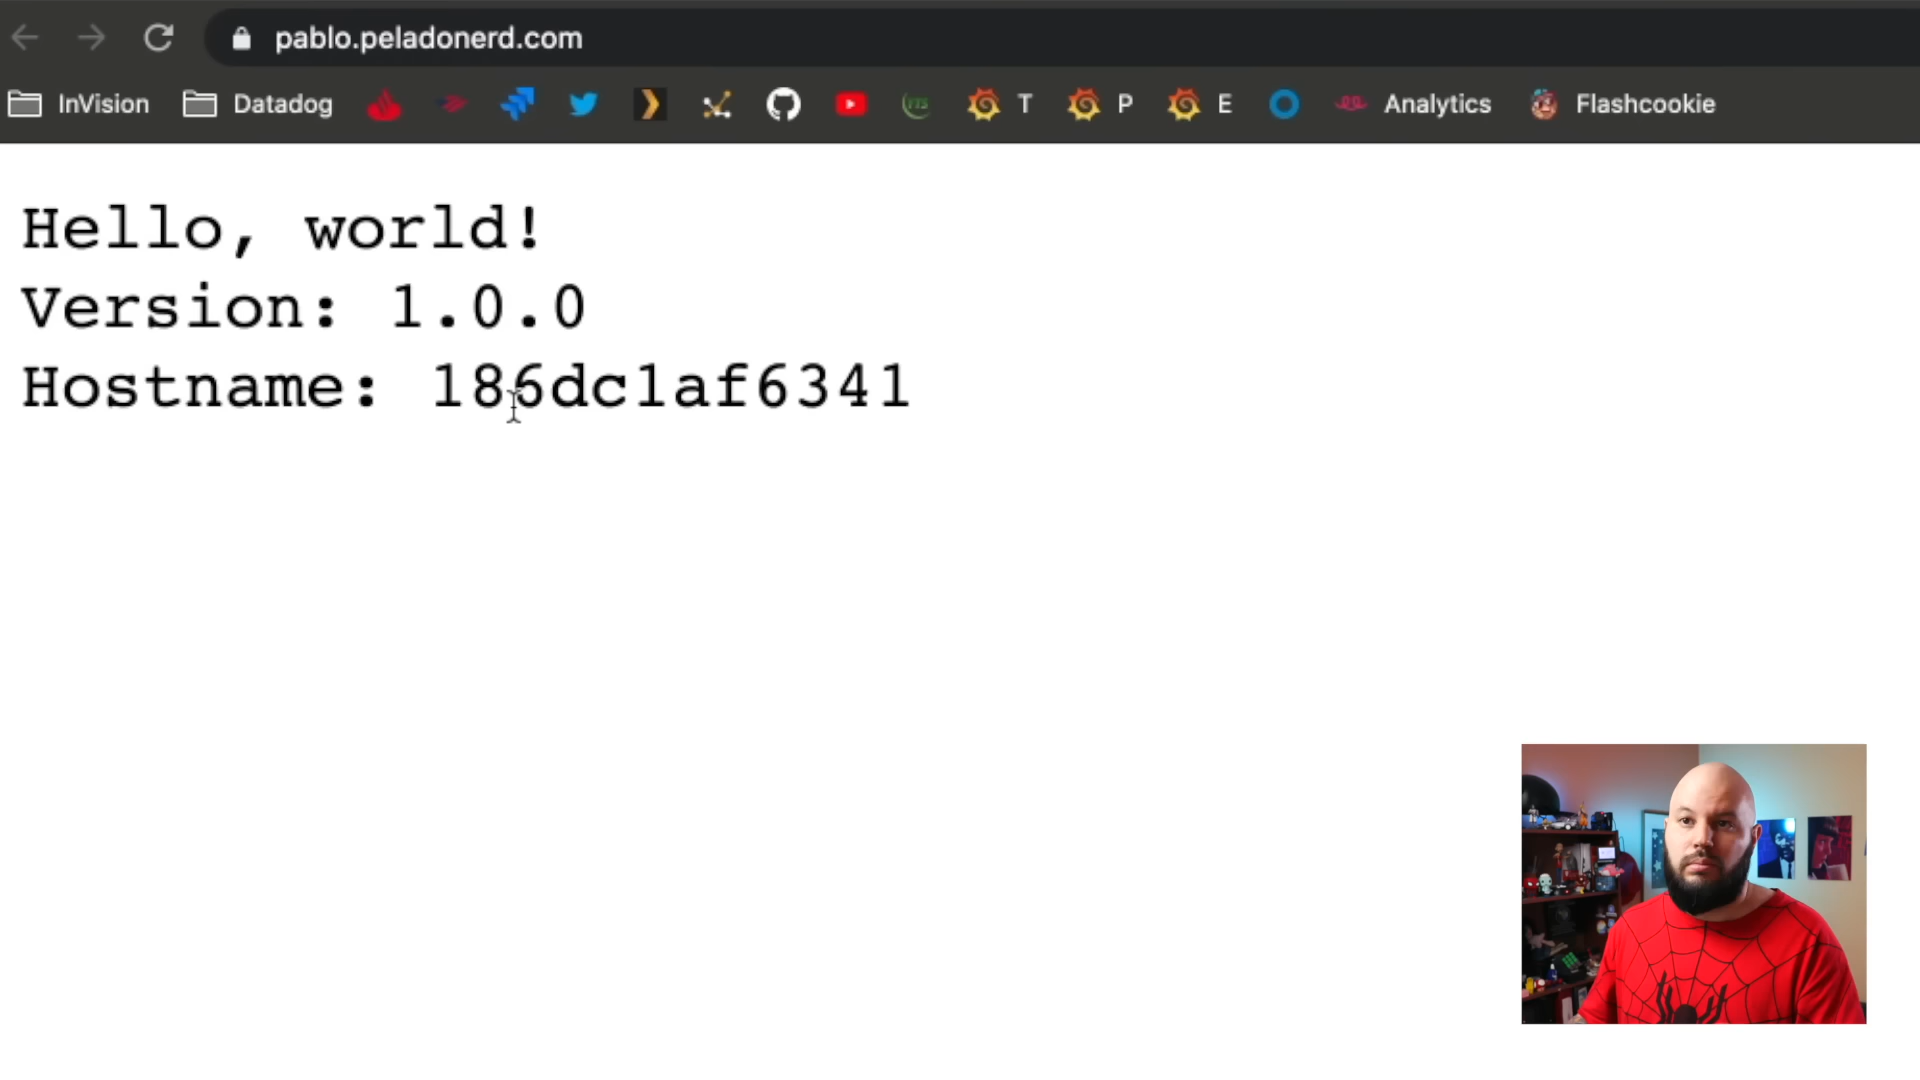 pablo.peladonerd.com
InVision Datadog T P E Analytics Flashcookie
Hello, world!
Version: 1.0.0
Hostname: 186dc1af6341